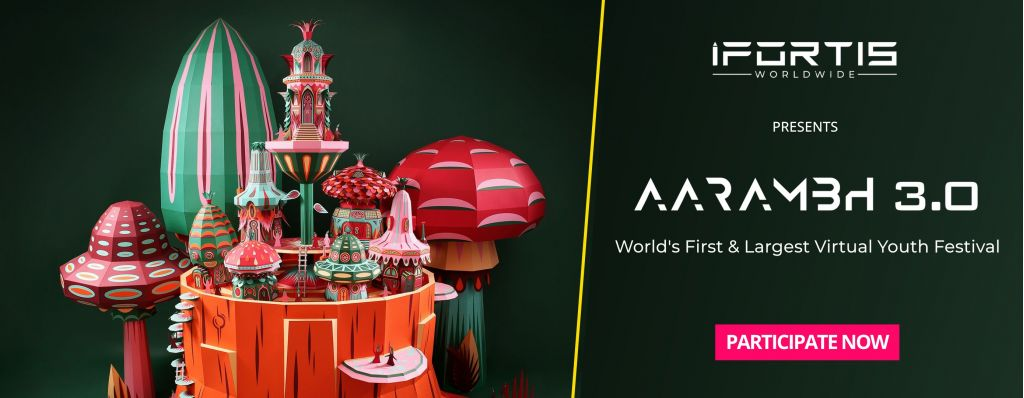 iFORTIS
WORLDWIDE
PRESENTS
AARAMBH 3.0
World's First & Largest Virtual Youth Festival
PARTICIPATE NOW